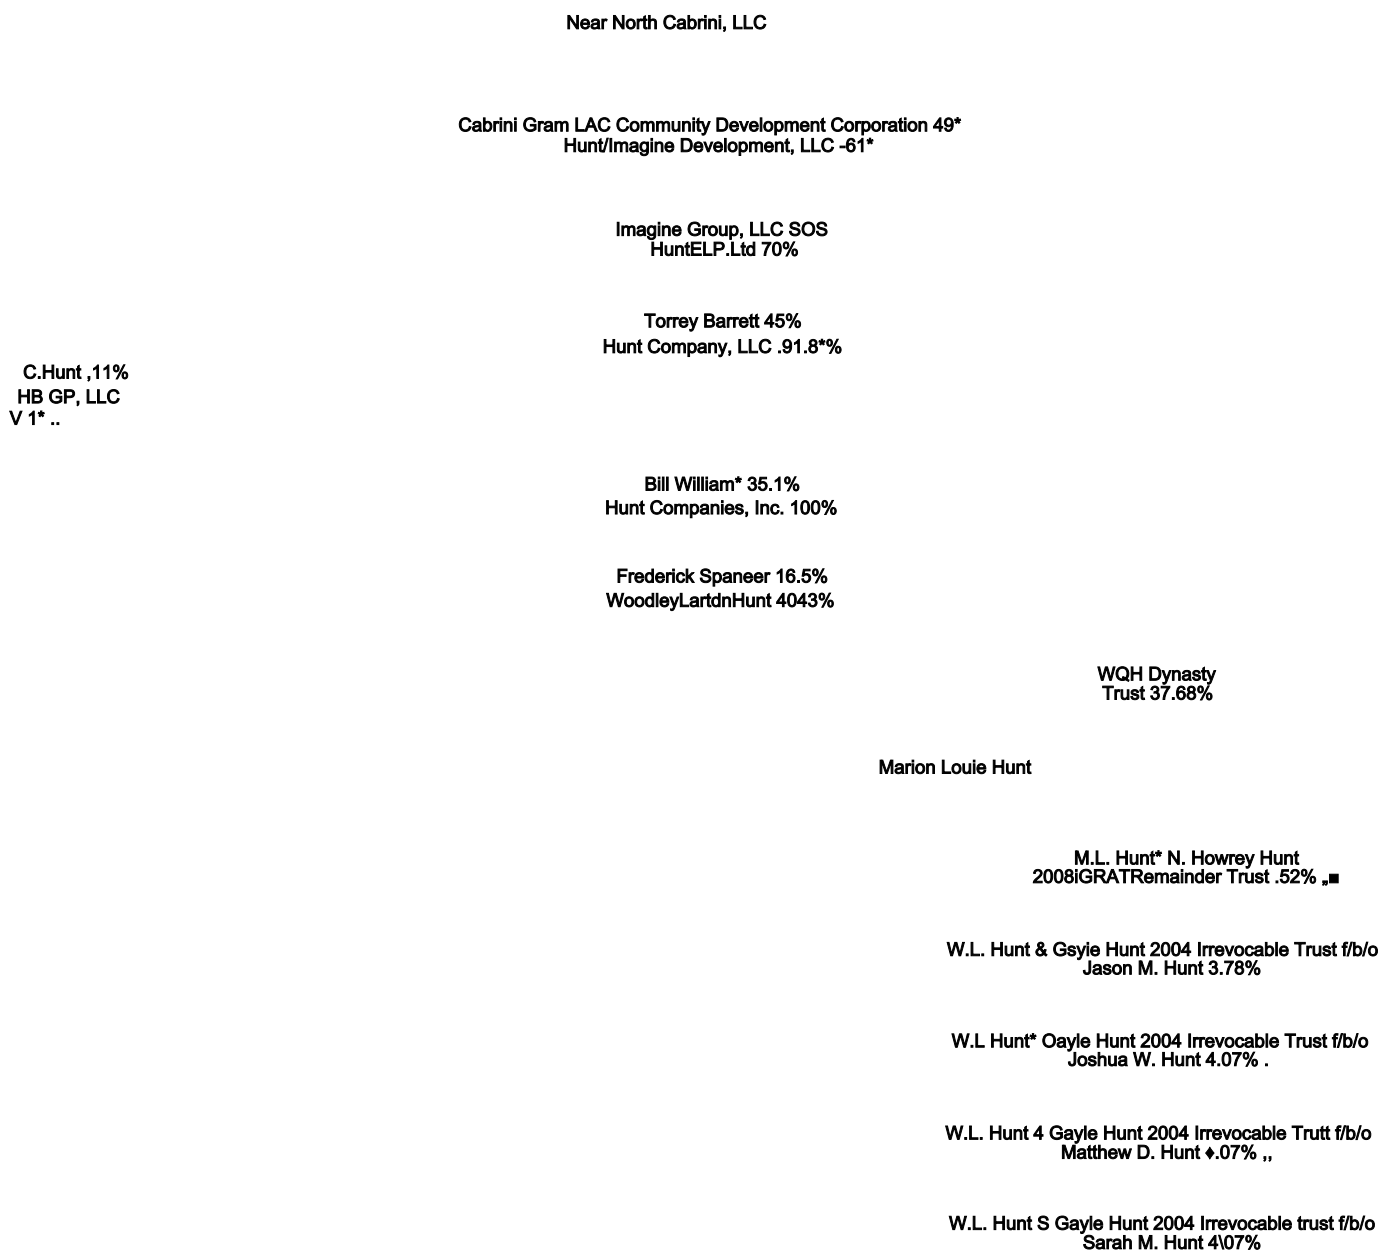 Near North Cabrini, LLC
Cabrini Gram LAC Community Development Corporation 49*
Hunt/Imagine Development, LLC -61*
Imagine Group, LLC SOS
HuntELP.Ltd 70%
Torrey Barrett 45%
Hunt Company, LLC .91.8*%
C.Hunt ,11%
HB GP, LLC
V 1* ..
Bill William* 35.1%
Hunt Companies, Inc. 100%
Frederick Spaneer 16.5%
WoodleyLartdnHunt 4043%
WQH Dynasty
Trust 37.68%
Marion Louie Hunt
M.L. Hunt* N. Howrey Hunt
2008iGRATRemainder Trust .52% „■
W.L. Hunt & Gsyie Hunt 2004 Irrevocable Trust f/b/o
Jason M. Hunt 3.78%
W.L Hunt* Oayle Hunt 2004 Irrevocable Trust f/b/o
Joshua W. Hunt 4.07% .
W.L. Hunt 4 Gayle Hunt 2004 Irrevocable Trutt f/b/o
Matthew D. Hunt ♦.07% ,,
W.L. Hunt S Gayle Hunt 2004 Irrevocable trust f/b/o
Sarah M. Hunt 4\07%